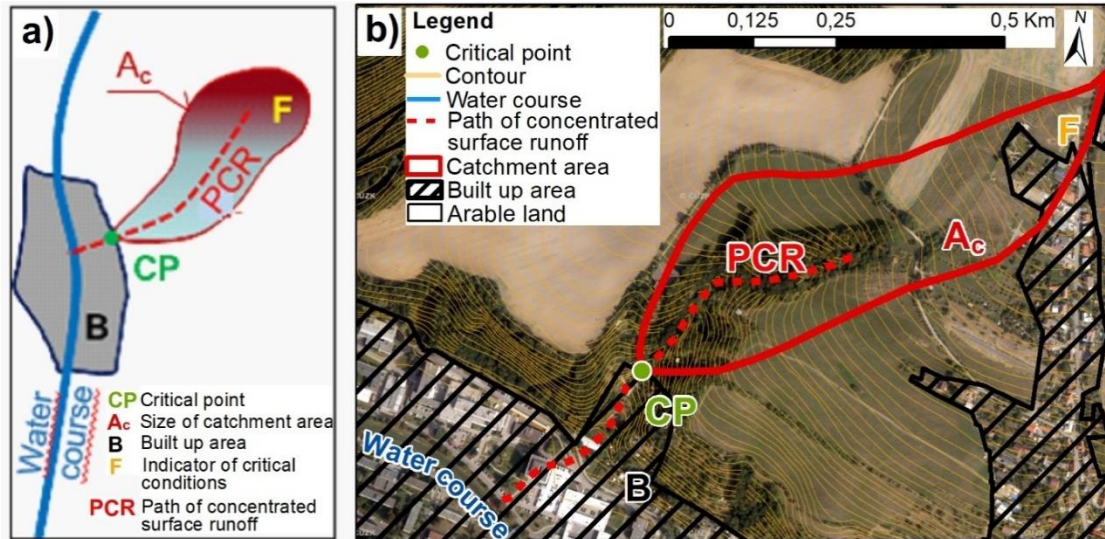 a)
Ac
F
PCR
CP
B
Water
course
CP Critical point
Ac Size of catchment area
B Built up area
F Indicator of critical
conditions
PCR Path of concentrated
surface runoff
b)
Legend
Critical point
Contour
Water course
Path of concentrated
surface runoff
Catchment area
Built up area
Arable land
0 0,125 0,25 0,5 Km
N
F
Ac
PCR
CP
B
Water course